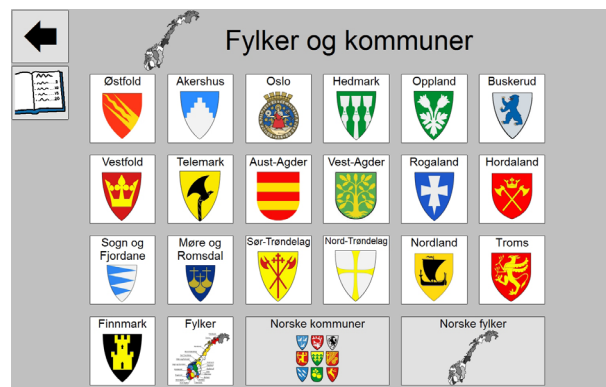 Fylker og kommuner
Østfold
Akershus
Oslo
Hedmark
Oppland
Buskerud
Vestfold
Telemark
Aust-Agder
Vest-Agder
Rogaland
Hordaland
Sogn og
Fjordane
Møre og
Romsdal
Sør-Trøndelag
Nord-Trøndelag
Nordland
Troms
Finnmark
Fylker
Norske kommuner
Norske fylker